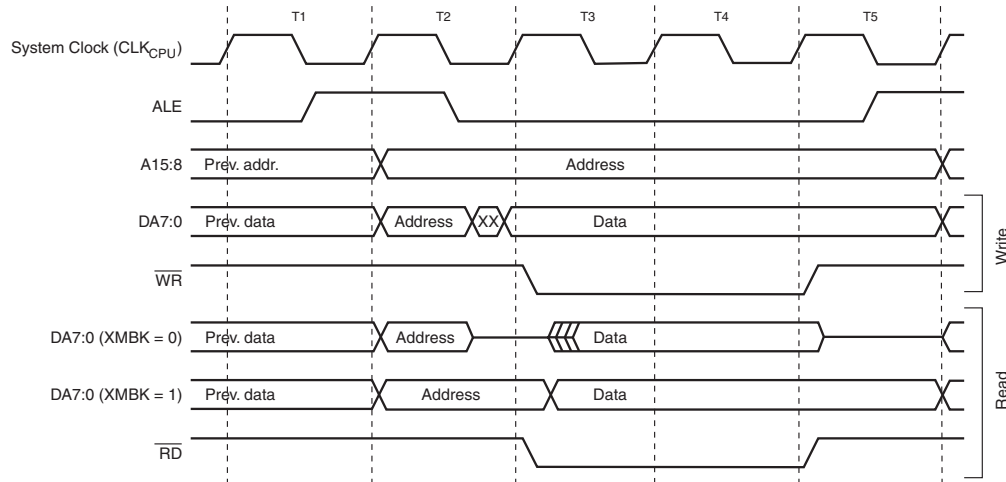 T1 T2 T3 T4 T5
System Clock (CLKCPU)
ALE
A15:8 Prev. addr. Address
DA7:0 Prev. data Address XX Data
WR
Write
DA7:0 (XMBK = 0) Prev. data Address Data
DA7:0 (XMBK = 1) Prev. data Address Data
RD
Read